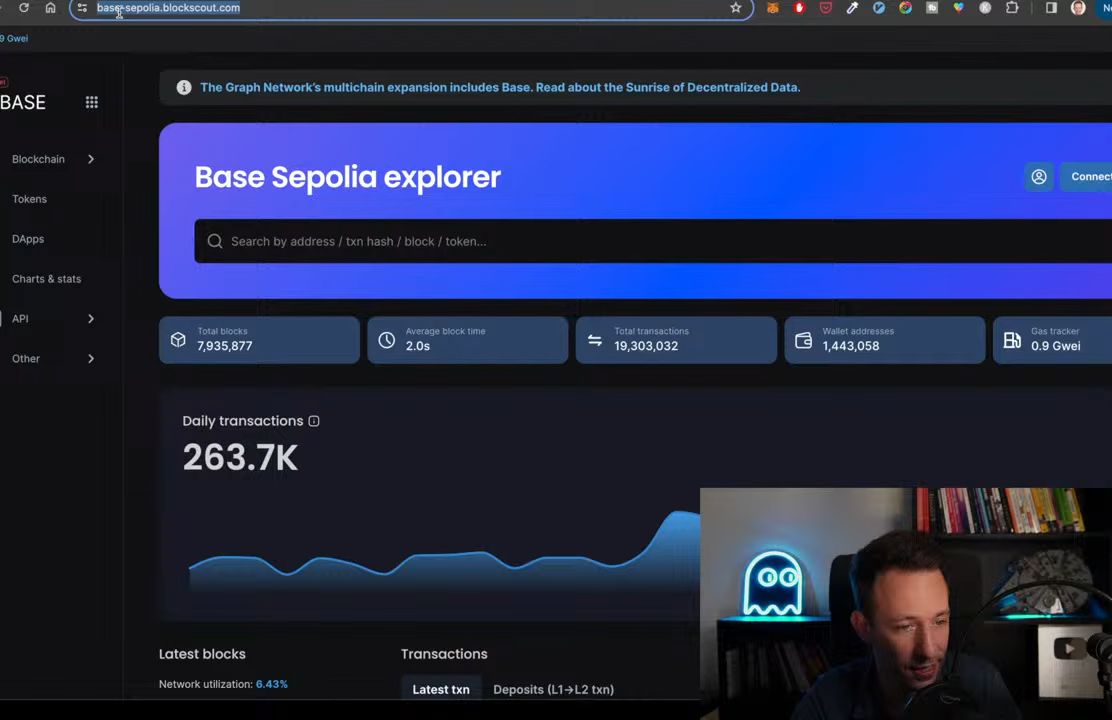 base-sepolia.blockscout.com
9 Gwei
BASE
The Graph Network's multichain expansion includes Base. Read about the Sunrise of Decentralized Data.
Blockchain
Tokens
DApps
Charts & stats
API
Other
Base Sepolia explorer
Connect
Search by address / txn hash / block / token...
Total blocks
7,935,877
Average block time
2.0s
Total transactions
19,303,032
Wallet addresses
1,443,058
Gas tracker
0.9 Gwei
Daily transactions
263.7K
Latest blocks
Network utilization: 6.43%
Transactions
Latest txn
Deposits (L1→L2 txn)